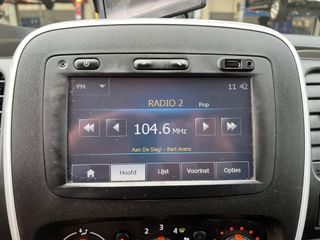 FM
11 42
RADIO 2
Pop
104.6 MHz
Aan De Slag! - Bart Arens
Hoofd
Lijst
Voorinst
Opties